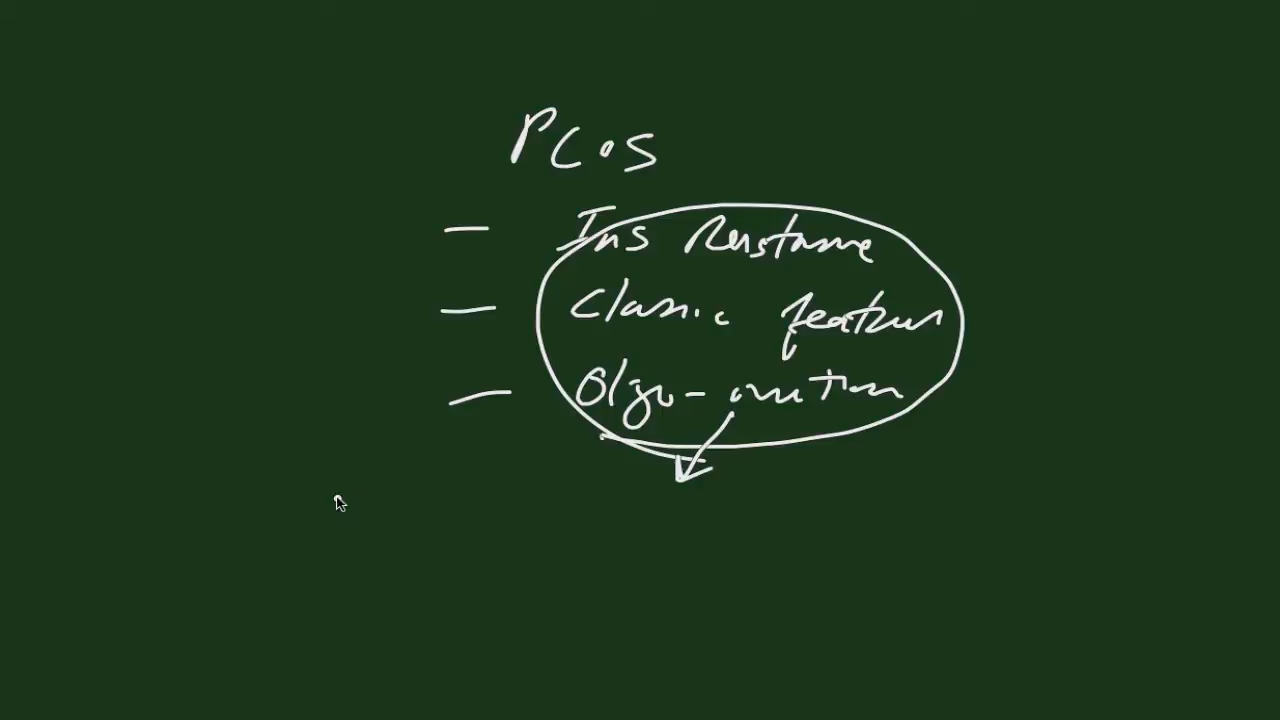 PCOS
— Ins Resistance
— Classic features
— Oligo-ovulation